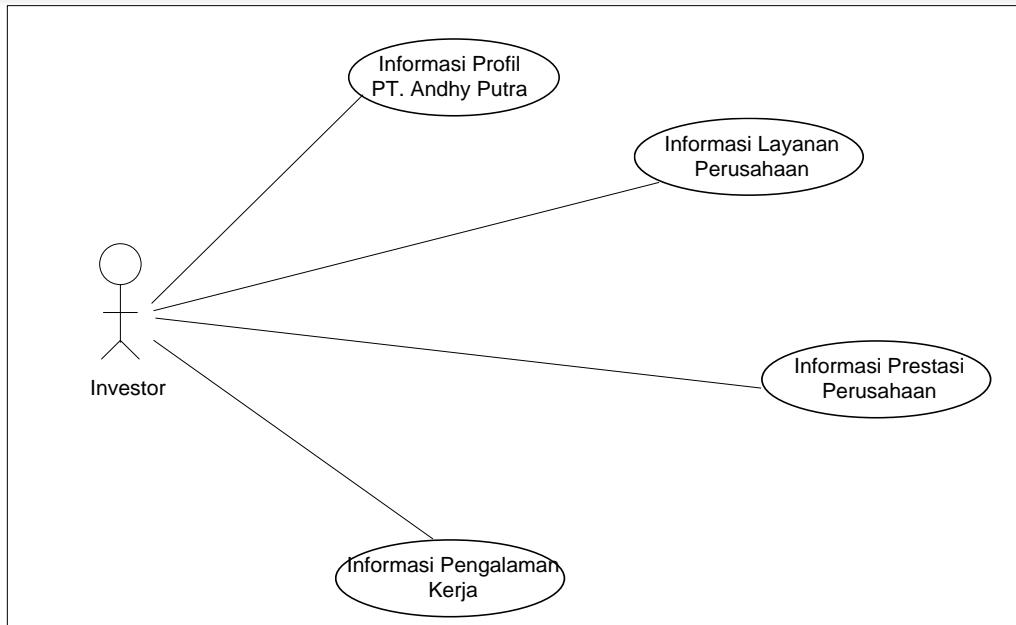 Informasi Profil
PT. Andhy Putra
Informasi Layanan
Perusahaan
Informasi Prestasi
Perusahaan
Investor
Informasi Pengalaman
Kerja